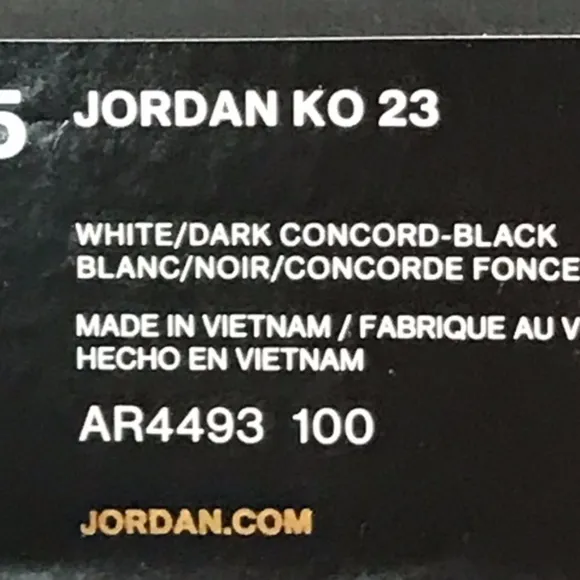 5 JORDAN KO 23
WHITE/DARK CONCORD-BLACK
BLANC/NOIR/CONCORDE FONCE
MADE IN VIETNAM / FABRIQUE AU V
HECHO EN VIETNAM
AR4493 100
JORDAN.COM